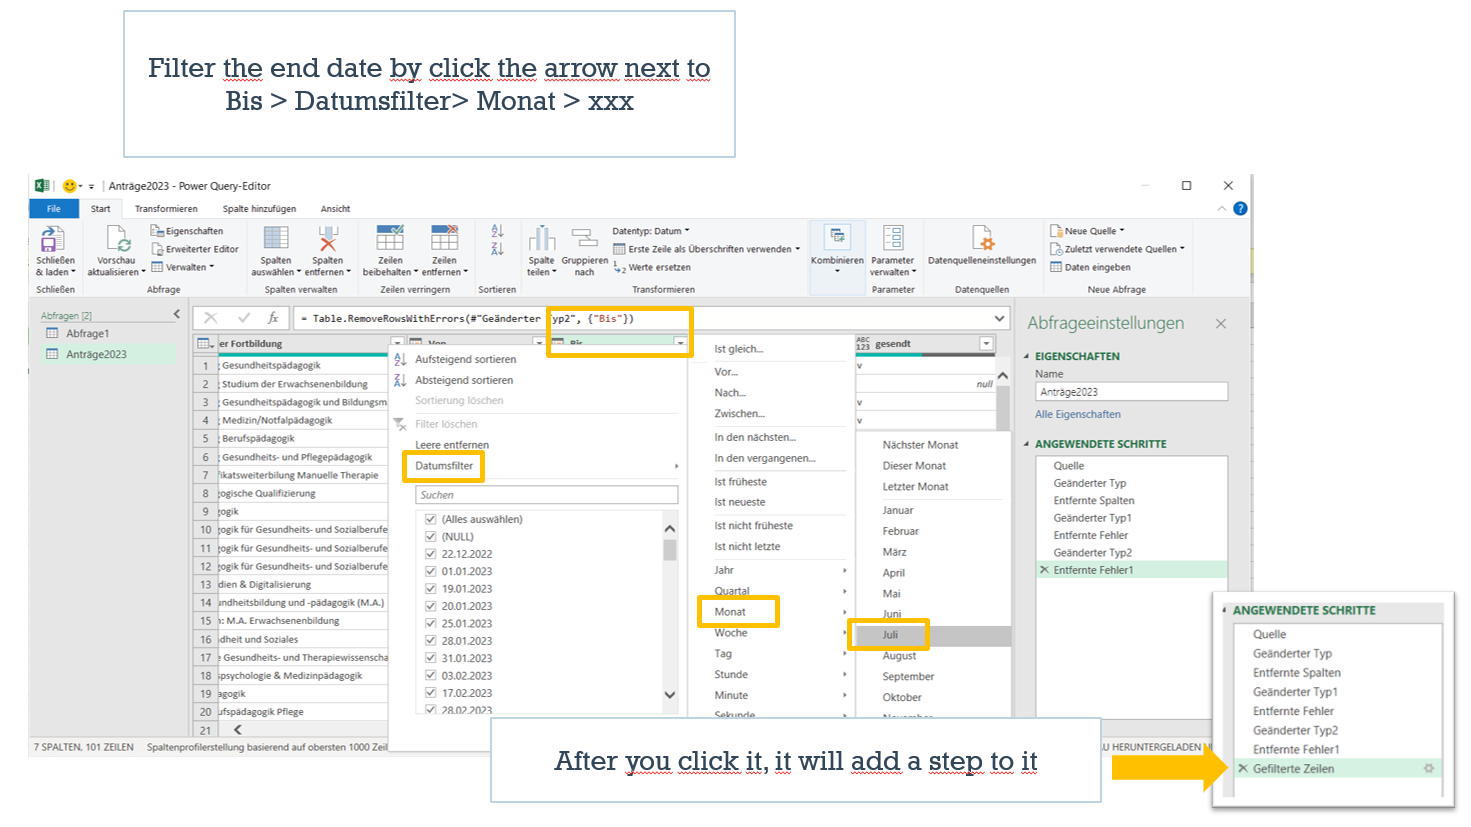 Filter the end date by click the arrow next to
Bis > Datumsfilter> Monat > xxx
Anträge2023 - Power Query-Editor
File Start Transformieren Spalte hinzufügen Ansicht
Schließen & laden
Schließen
Vorschau aktualisieren
Eigenschaften
Erweiterter Editor
Verwalten
Abfrage
Spalten auswählen
Spalten entfernen
Spalten verwalten
Zeilen beibehalten
Zeilen entfernen
Zeilen verringern
Sortieren
Spalte teilen
Gruppieren nach
Datentyp: Datum
Erste Zeile als Überschriften verwenden
Werte ersetzen
Transformieren
Kombinieren
Parameter verwalten
Parameter
Datenquelleneinstellungen
Datenquellen
Neue Quelle
Zuletzt verwendete Quellen
Daten eingeben
Neue Abfrage
Abfragen [2]
Abfrage1
Anträge2023
fx
= Table.RemoveRowsWithErrors(#"Geänderter Typ2", {"Bis"})
er Fortbildung Von Bis ABC 123 gesendt
1 Gesundheitspädagogik
2 Studium der Erwachsenenbildung
3 Gesundheitspädagogik und Bildungsm
4 Medizin/Notfalpädagogik
5 Berufspädagogik
6 Gesundheits- und Pflegepädagogik
7 fikatsweiterbilung Manuelle Therapie
8 gogische Qualifizierung
9 gogik
10 gogik für Gesundheits- und Sozialberufe
11 gogik für Gesundheits- und Sozialberufe
12 gogik für Gesundheits- und Sozialberufe
13 dien & Digitalisierung
14 undheitsbildung und -pädagogik (M.A.)
15 : M.A. Erwachsenenbildung
16 dheit und Soziales
17 e Gesundheits- und Therapiewissenscha
18 spsychologie & Medizinpädagogik
19 agogik
20 ufspädagogik Pflege
21
v
null
v
v
Aufsteigend sortieren
Absteigend sortieren
Sortierung löschen
Filter löschen
Leere entfernen
Datumsfilter
Suchen
(Alles auswählen)
(NULL)
22.12.2022
01.01.2023
19.01.2023
20.01.2023
25.01.2023
28.01.2023
31.01.2023
03.02.2023
17.02.2023
28.02.2023
Ist gleich...
Vor...
Nach...
Zwischen...
In den nächsten...
In den vergangenen...
Ist früheste
Ist neueste
Ist nicht früheste
Ist nicht letzte
Jahr
Quartal
Monat
Woche
Tag
Stunde
Minute
Sekunde
Nächster Monat
Dieser Monat
Letzter Monat
Januar
Februar
März
April
Mai
Juni
Juli
August
September
Oktober
November
Abfrageeinstellungen
EIGENSCHAFTEN
Name
Anträge2023
Alle Eigenschaften
ANGEWENDETE SCHRITTE
Quelle
Geänderter Typ
Entfernte Spalten
Geänderter Typ1
Entfernte Fehler
Geänderter Typ2
Entfernte Fehler1
7 SPALTEN, 101 ZEILEN Spaltenprofilerstellung basierend auf obersten 1000 Zeil
AU HERUNTERGELADEN
After you click it, it will add a step to it
ANGEWENDETE SCHRITTE
Quelle
Geänderter Typ
Entfernte Spalten
Geänderter Typ1
Entfernte Fehler
Geänderter Typ2
Entfernte Fehler1
Gefilterte Zeilen